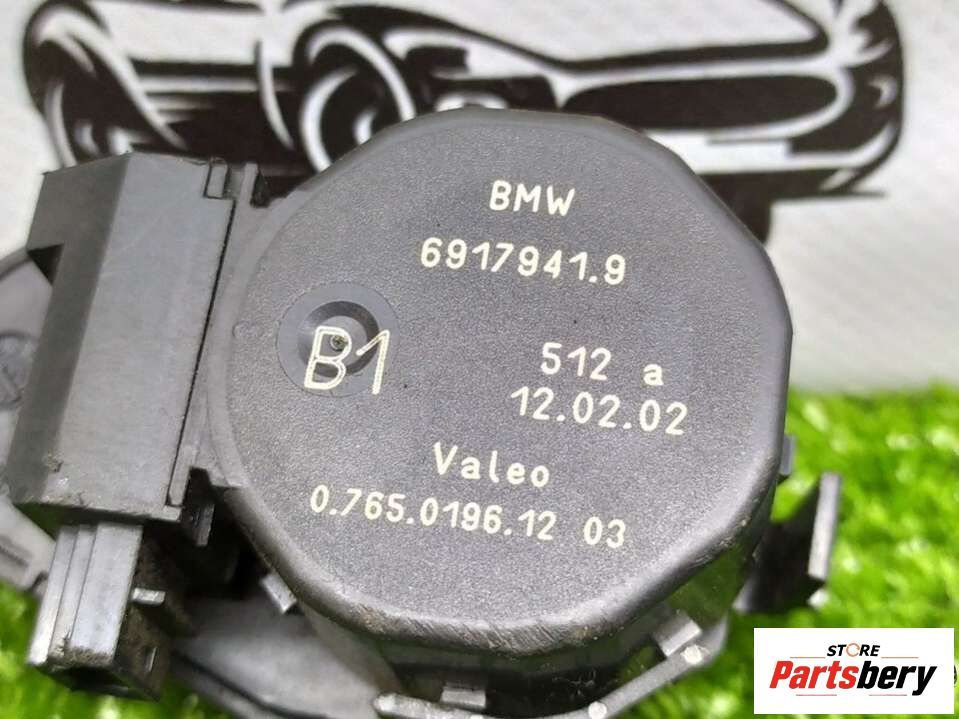 BMW
6917941.9
B1
512 a
12.02.02
Valeo
0.765.0196.12 03
STORE
Partsbery